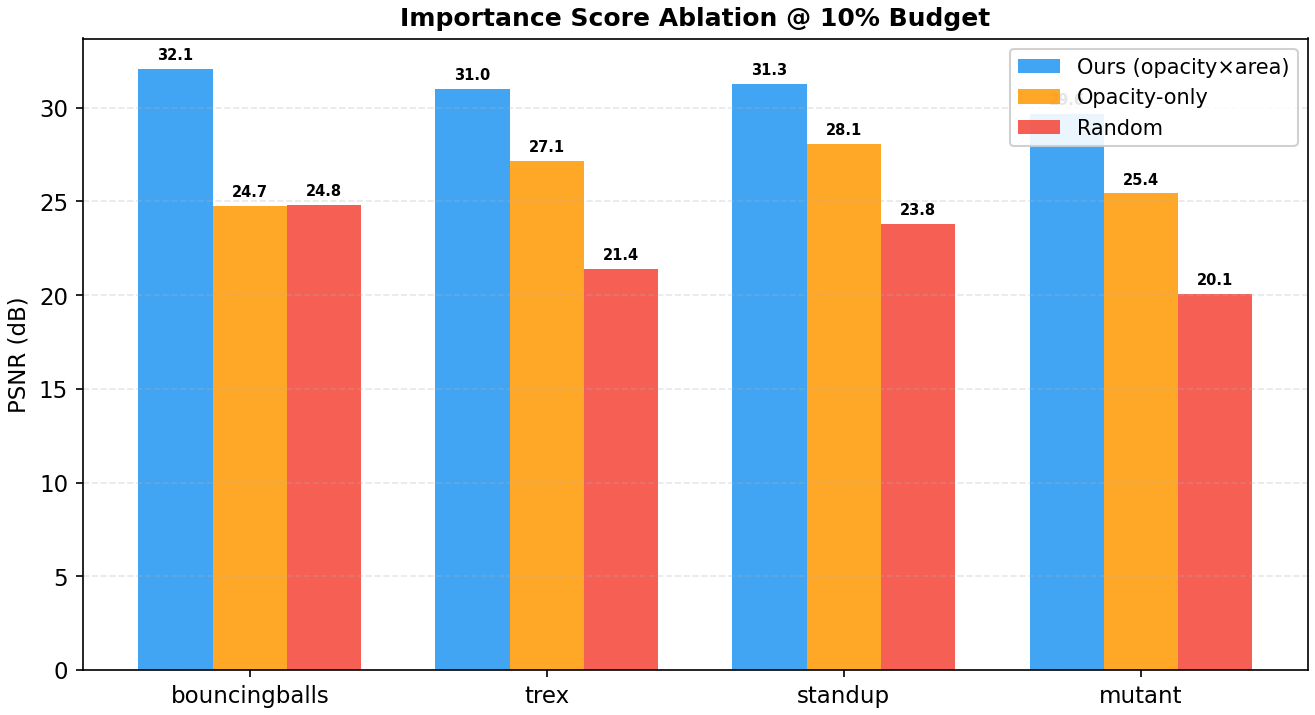 Importance Score Ablation @ 10% Budget
32.1
31.0
31.3
24.7
24.8
27.1
21.4
28.1
23.8
25.4
20.1
Ours (opacity×area)
Opacity-only
Random
PSNR (dB)
30
25
20
15
10
5
0
bouncingballs
trex
standup
mutant